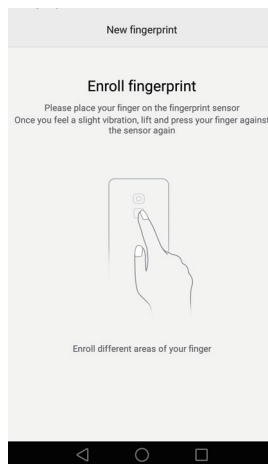 New fingerprint
Enroll fingerprint
Please place your finger on the fingerprint sensor
Once you feel a slight vibration, lift and press your finger against
the sensor again
Enroll different areas of your finger